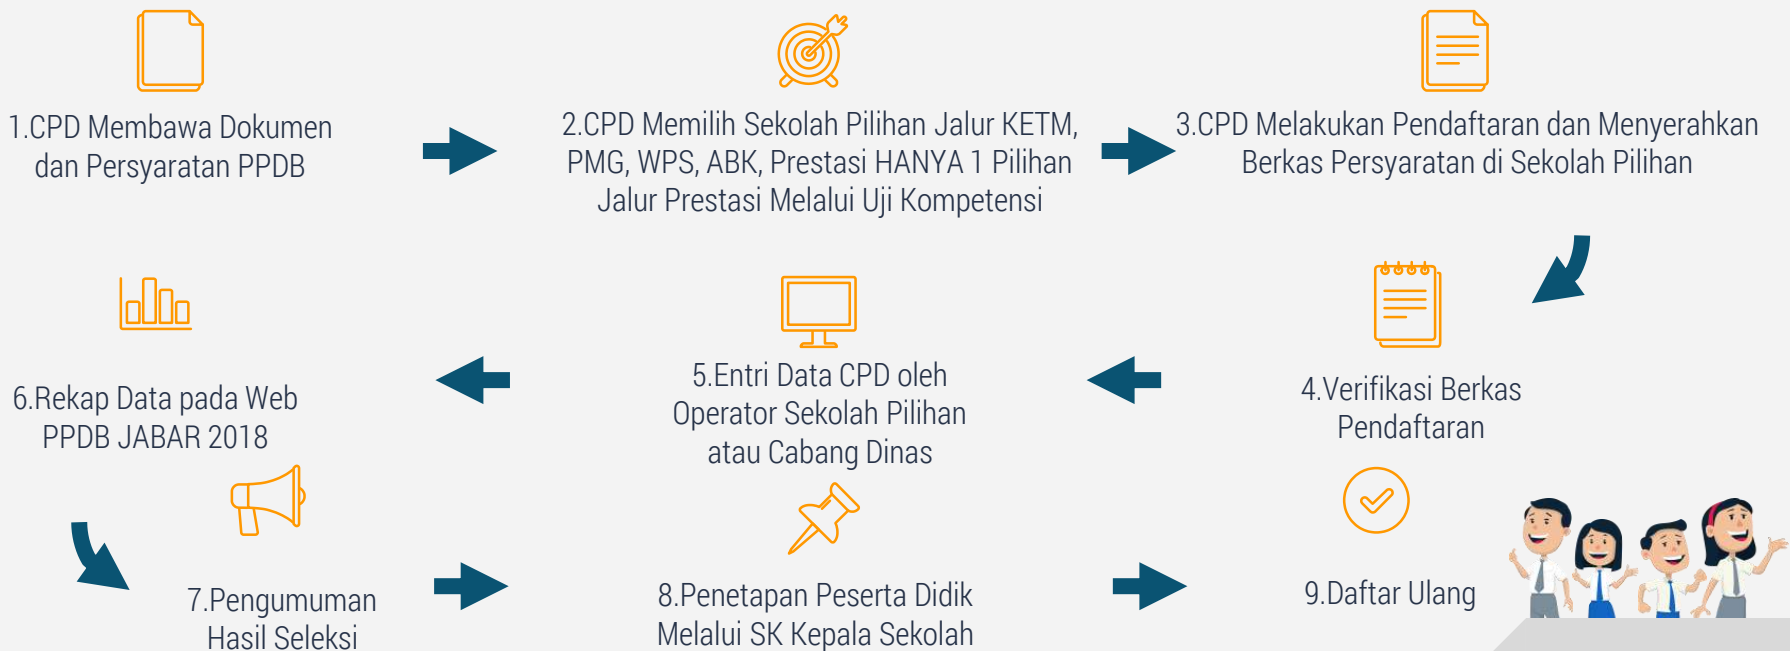 1.CPD Membawa Dokumen
dan Persyaratan PPDB
2.CPD Memilih Sekolah Pilihan Jalur KETM,
PMG, WPS, ABK, Prestasi HANYA 1 Pilihan
Jalur Prestasi Melalui Uji Kompetensi
3.CPD Melakukan Pendaftaran dan Menyerahkan
Berkas Persyaratan di Sekolah Pilihan
4.Verifikasi Berkas
Pendaftaran
5.Entri Data CPD oleh
Operator Sekolah Pilihan
atau Cabang Dinas
6.Rekap Data pada Web
PPDB JABAR 2018
7.Pengumuman
Hasil Seleksi
8.Penetapan Peserta Didik
Melalui SK Kepala Sekolah
9.Daftar Ulang